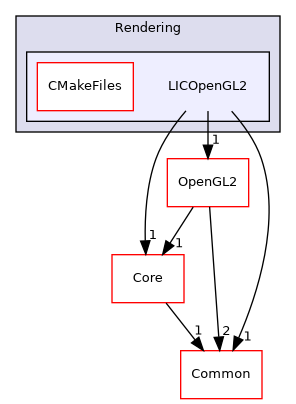 Rendering
CMakeFiles
LICOpenGL2
1
OpenGL2
1
1
Core
1
2
1
Common